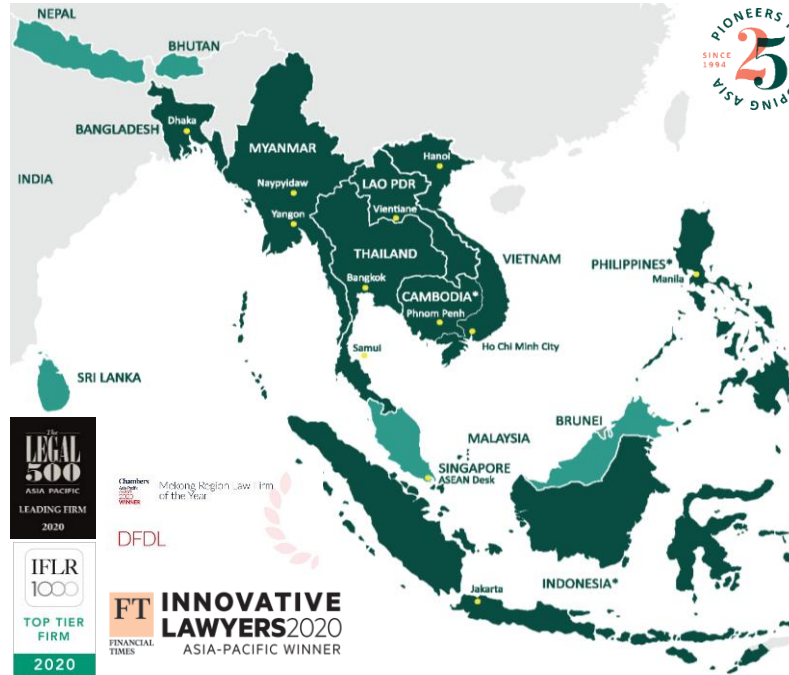 NEPAL
BHUTAN
PIONEERS
SINCE
1994
25
OPING ASIA
Dhaka
BANGLADESH
MYANMAR
Hanoi
INDIA
LAO PDR
Naypyidaw
Vientiane
Yangon
THAILAND
VIETNAM
PHILIPPINES*
Manila
Bangkok
CAMBODIA*
Phnom Penh
Ho Chi Minh City
Samui
SRI LANKA
BRUNEI
MALAYSIA
SINGAPORE
ASEAN Desk
INDONESIA*
Jakarta
The
LEGAL
500
ASIA PACIFIC
LEADING FIRM
2020
Chambers
WINNER
Mekong Region Law Firm
of the Year
DFDL
IFLR
1000
TOP TIER
FIRM
2020
FT
FINANCIAL
TIMES
INNOVATIVE
LAWYERS2020
ASIA-PACIFIC WINNER